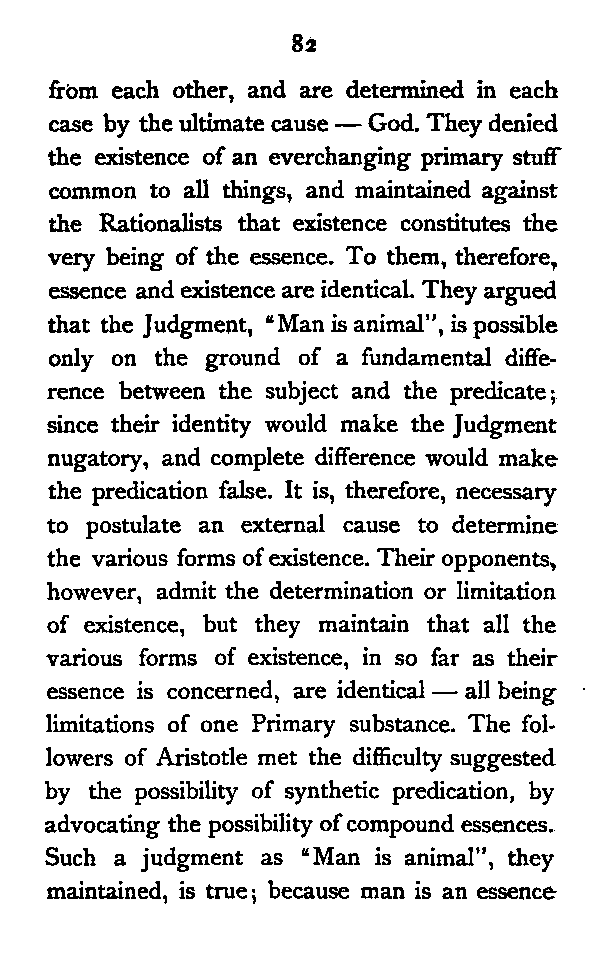 82
from each other, and are determined in each
case by the ultimate cause — God. They denied
the existence of an everchanging primary stuff
common to all things, and maintained against
the Rationalists that existence constitutes the
very being of the essence. To them, therefore,
essence and existence are identical. They argued
that the Judgment, “Man is animal”, is possible
only on the ground of a fundamental diffe-
rence between the subject and the predicate;
since their identity would make the Judgment
nugatory, and complete difference would make
the predication false. It is, therefore, necessary
to postulate an external cause to determine
the various forms of existence. Their opponents,
however, admit the determination or limitation
of existence, but they maintain that all the
various forms of existence, in so far as their
essence is concerned, are identical — all being
limitations of one Primary substance. The fol-
lowers of Aristotle met the difficulty suggested
by the possibility of synthetic predication, by
advocating the possibility of compound essences.
Such a judgment as “Man is animal”, they
maintained, is true; because man is an essence